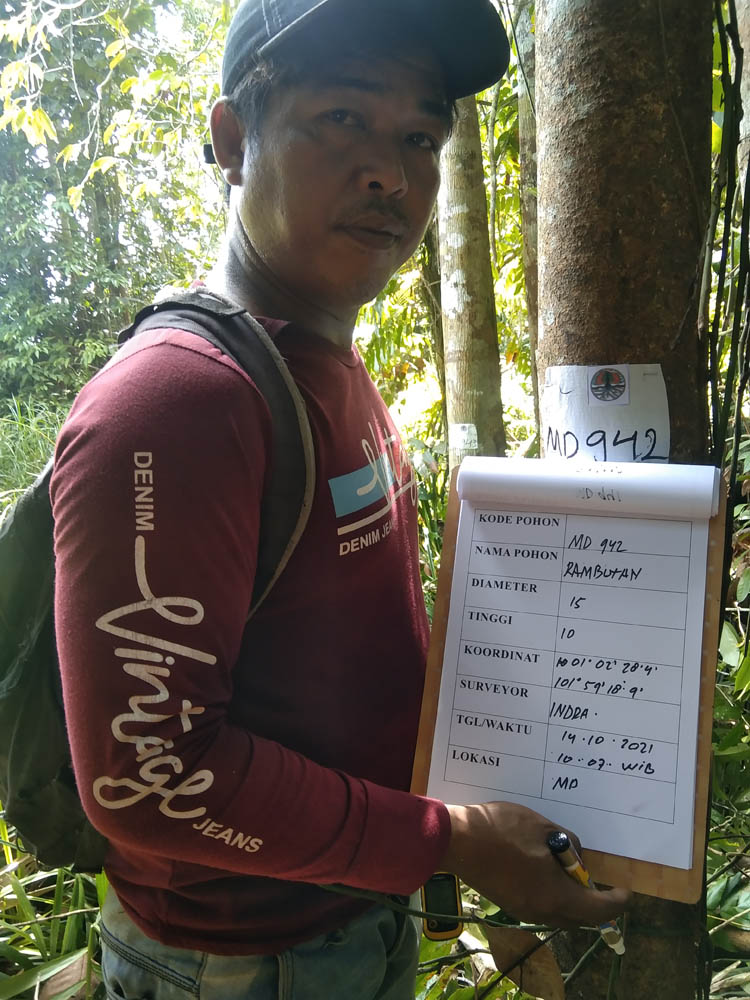 DENIM
Vintage
JEANS
DENIM JEANS
MD 942
KODE POHON MD 942
NAMA POHON RAMBUTAN
DIAMETER 15
TINGGI 10
KOORDINAT 01° 02' 28.4"
101° 59' 18.9"
SURVEYOR INDRA.
TGL/WAKTU 14.10.2021
10.07. WIB
LOKASI MD